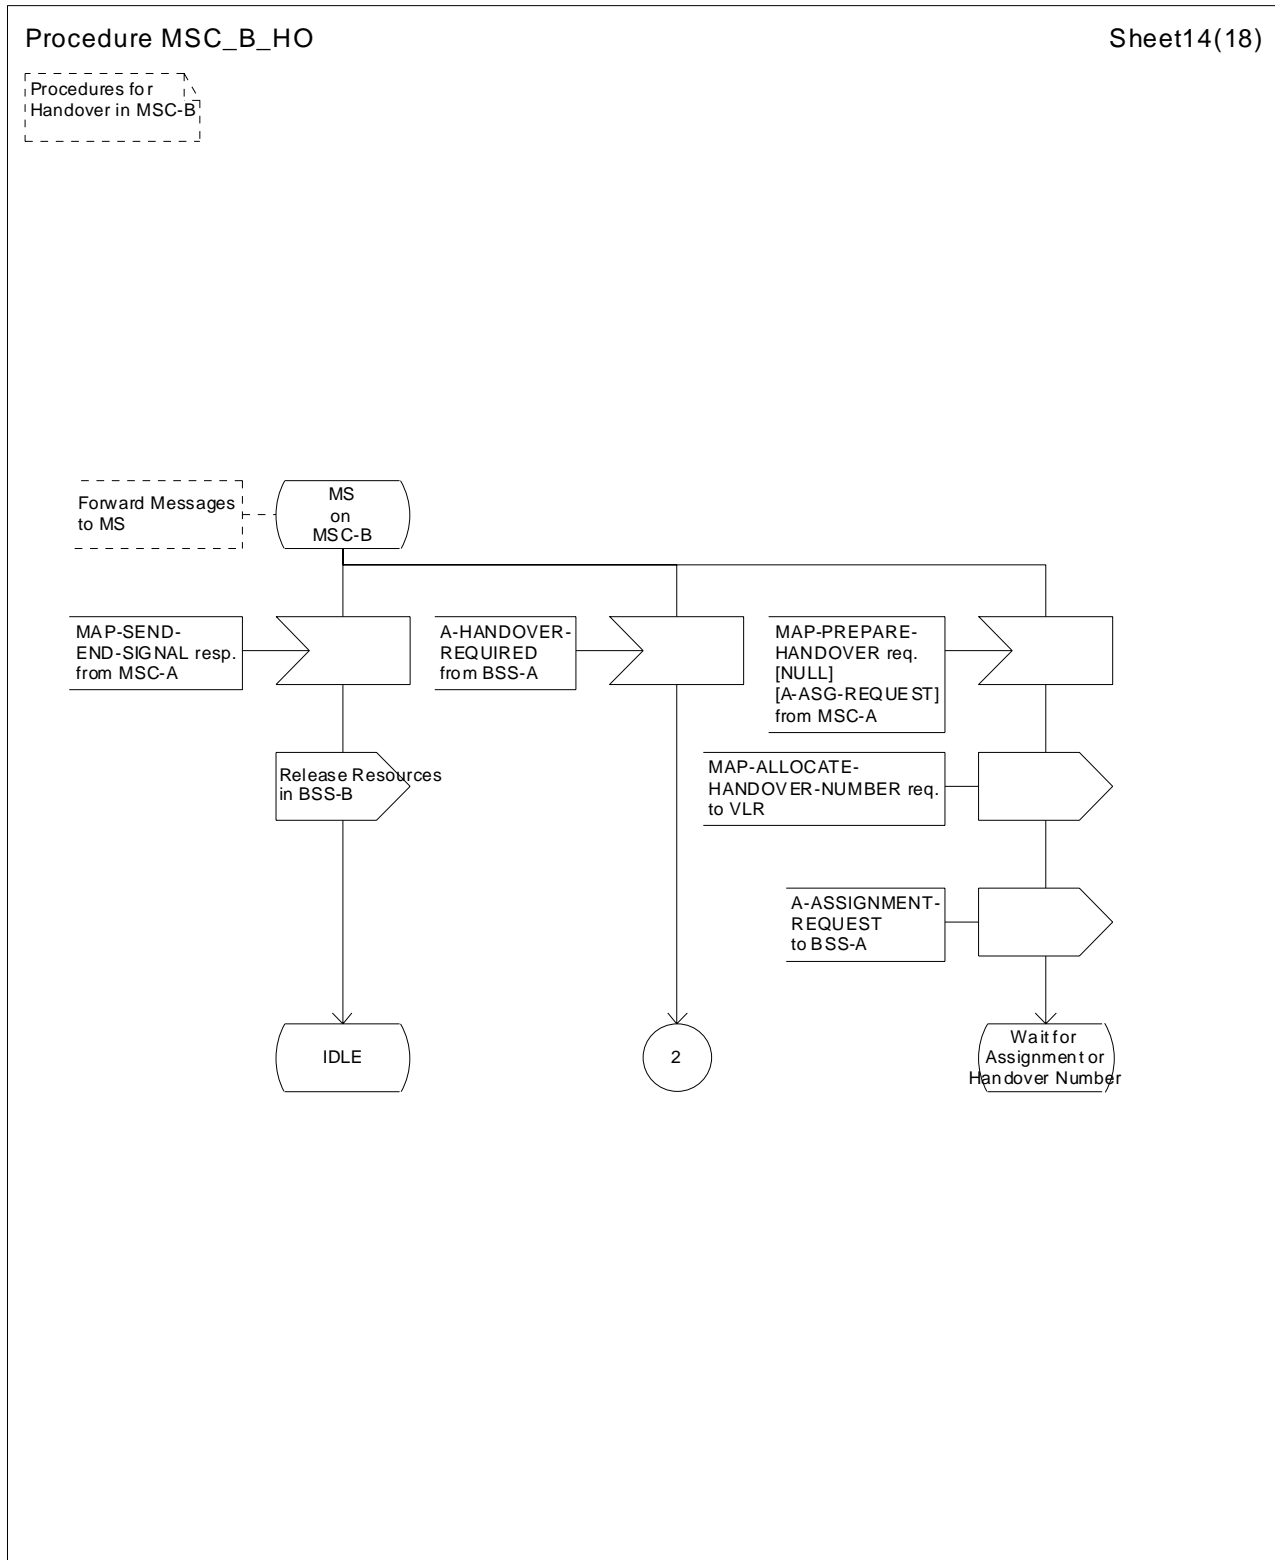 Procedure MSC_B_HO
Sheet14(18)
Procedures for
Handover in MSC-B
Forward Messages
to MS
MS
on
MSC-B
MAP-SEND-
END-SIGNAL resp.
from MSC-A
A-HANDOVER-
REQUIRED
from BSS-A
MAP-PREPARE-
HANDOVER req.
[NULL]
[A-ASG-REQUEST]
from MSC-A
Release Resources
in BSS-B
MAP-ALLOCATE-
HANDOVER-NUMBER req.
to VLR
A-ASSIGNMENT-
REQUEST
to BSS-A
IDLE
2
Wait for
Assignment or
Handover Number